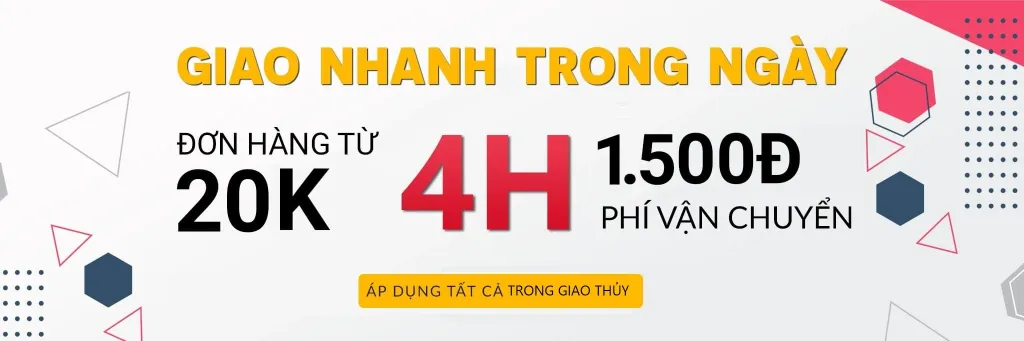 GIAO NHANH TRONG NGÀY
ĐƠN HÀNG TỪ
20K
4H
1.500Đ
PHÍ VẬN CHUYỂN
ÁP DỤNG TẤT CẢ TRONG GIAO THỦY